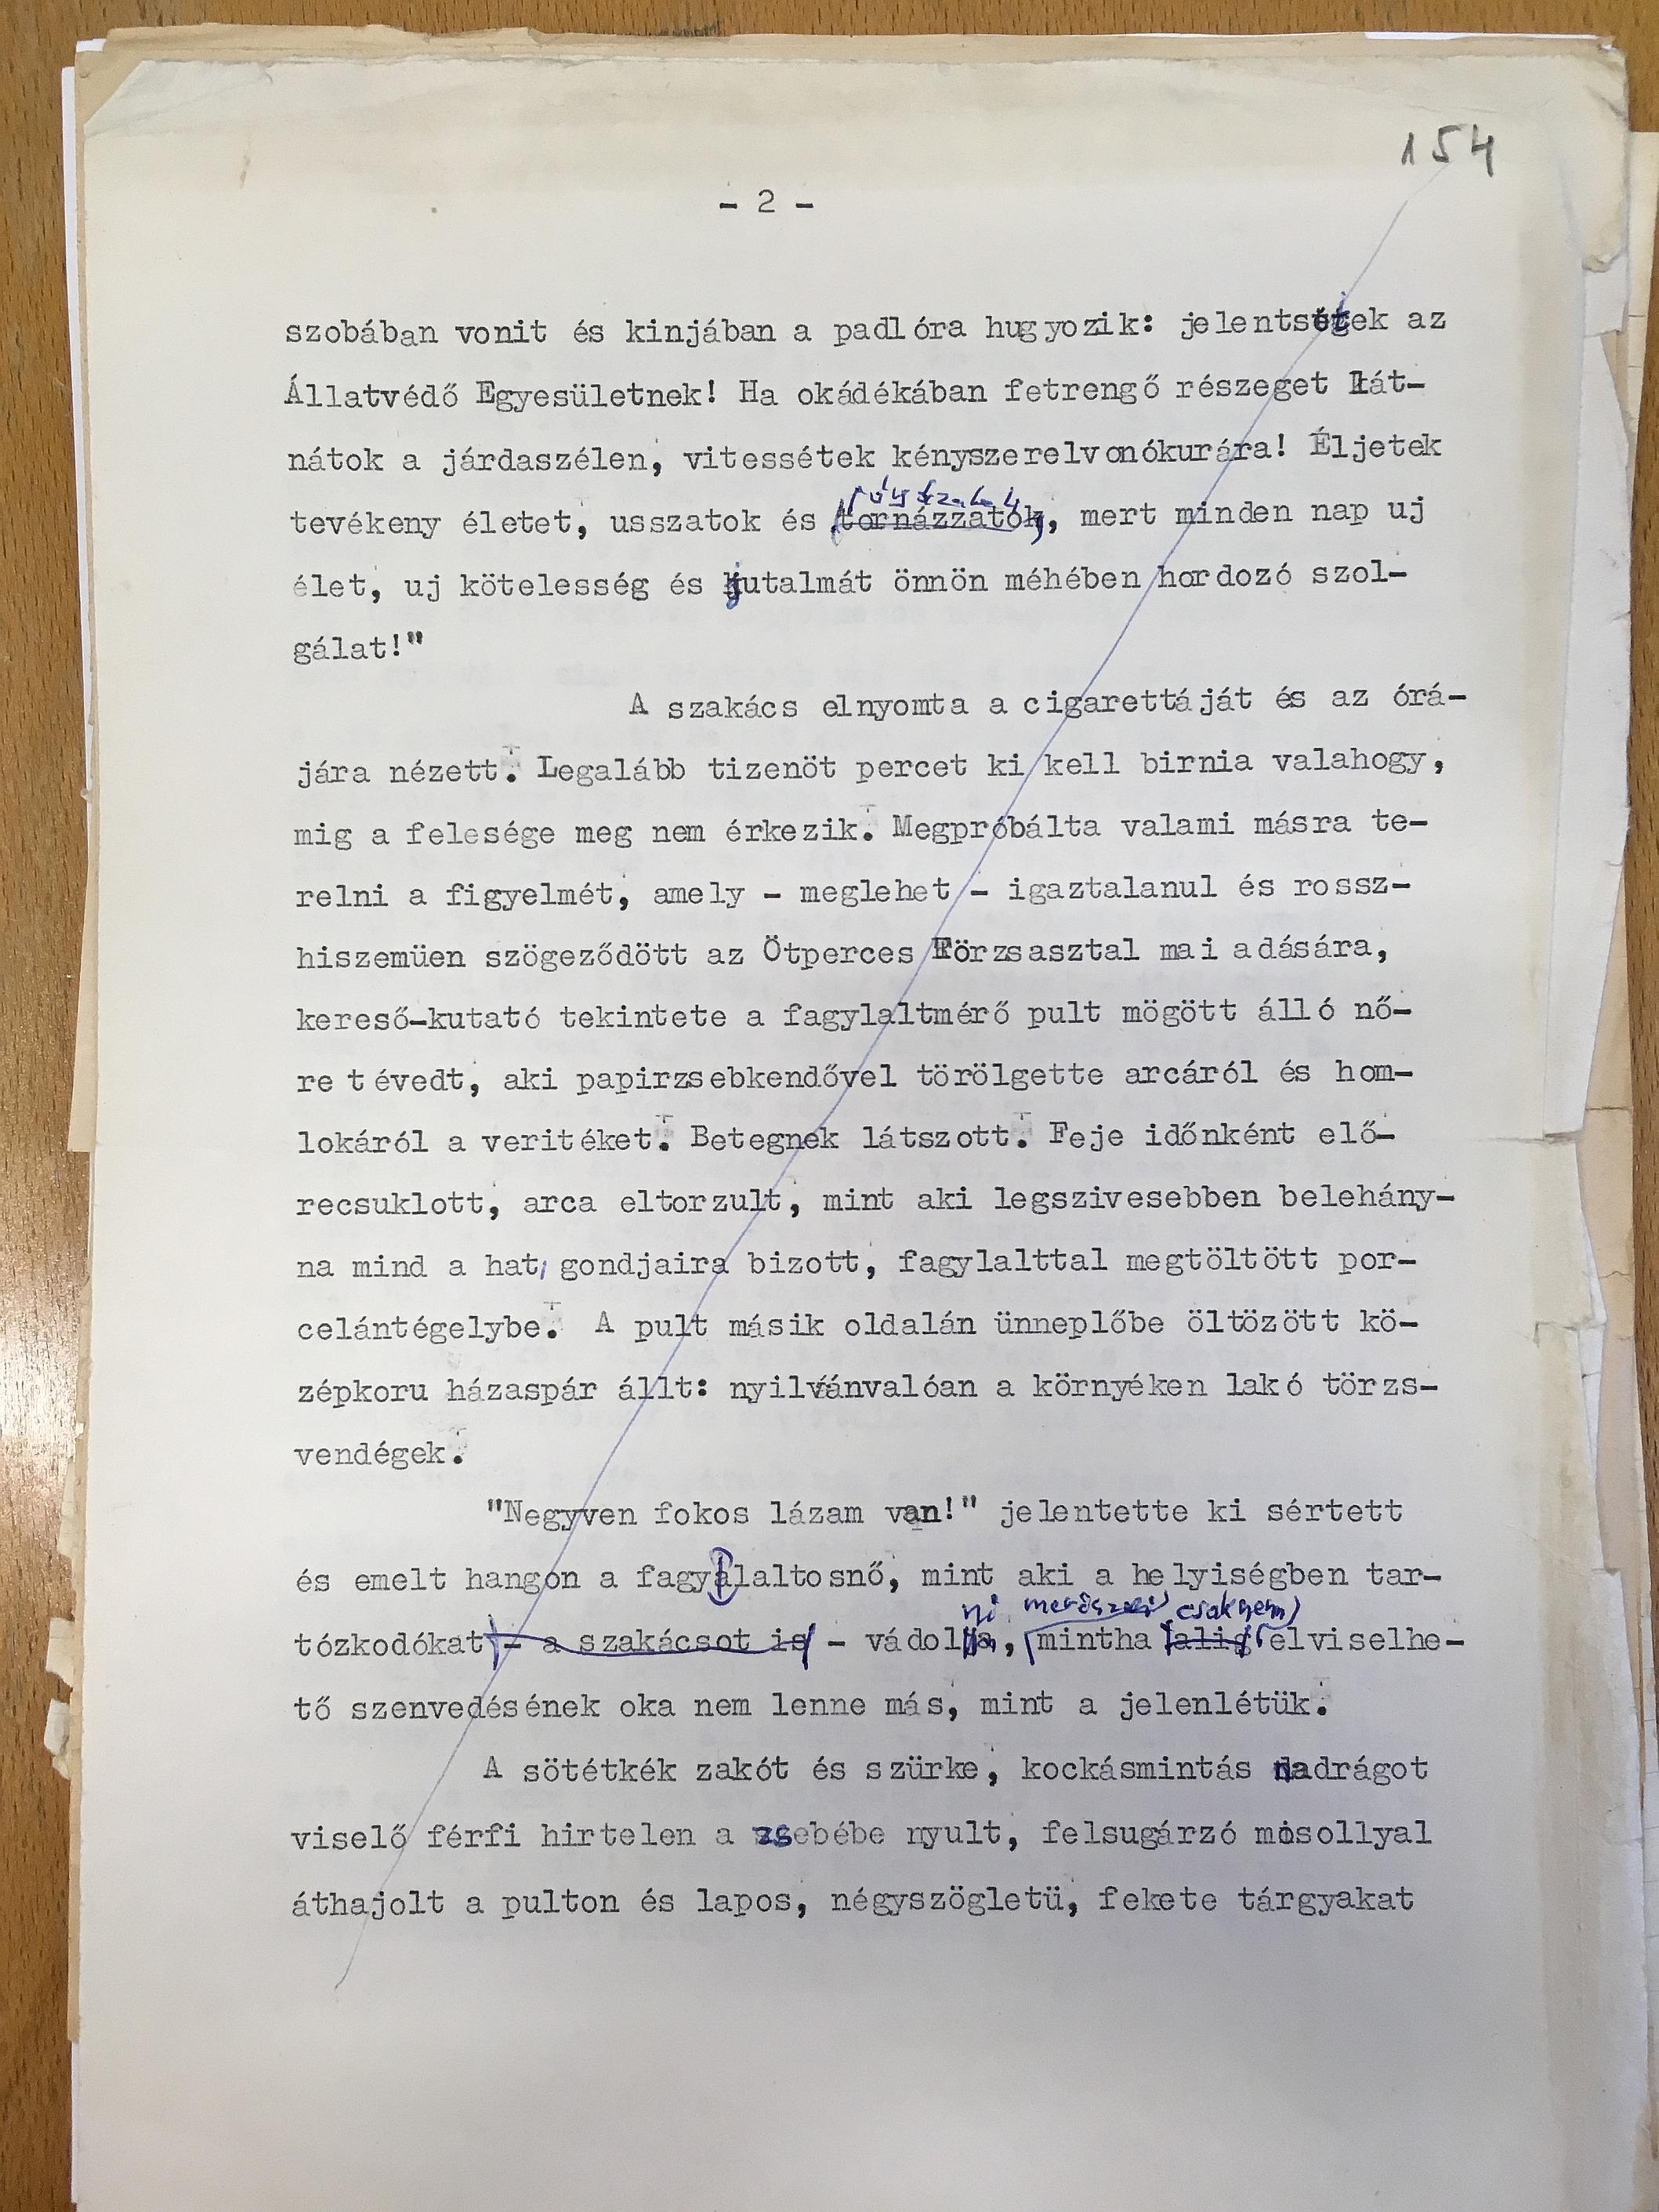 154
- 2 -
szobában vonit és kinjában a padlóra hugyozik: jelentsétek az
Állatvédő Egyesületnek! Ha okádékában fetrengő részeget lát-
nátok a járdaszélen, vitessétek kényszerelvonókurára! Éljetek
tevékeny életet, usszatok és tornázzatok, mert minden nap uj
élet, uj kötelesség és jutalmát önnön méhében hordozó szol-
gálat!"
A szakács elnyomta a cigarettáját és az órá-
jára nézett. Legalább tizenöt percet ki kell birnia valahogy,
mig a felesége meg nem érkezik. Megpróbálta valami másra te-
relni a figyelmét, amely - meglehet - igaztalanul és rossz-
hiszemüen szögeződött az Ötperces Törzsasztal mai adására,
kereső-kutató tekintete a fagylaltmérő pult mögött álló nő-
re tévedt, aki papirzsebkendővel törölgette arcáról és hom-
lokáról a veritéket. Betegnek látszott. Feje időnként elő-
recsuklott, arca eltorzult, mint aki legszivesebben belehány-
na mind a hat, gondjaira bizott, fagylalttal megtöltött por-
celántégelybe. A pult másik oldalán ünneplőbe öltözött kö-
zépkoru házaspár állt: nyilvánvalóan a környéken lakó törzs-
vendégek.
"Negyven fokos lázam van!" jelentette ki sértett
és emelt hangon a fagylaltosnő, mint aki a helyiségben tar-
ni merészeli csaknem
tózkodókat - a szakácsot is - vádolja, mintha alig elviselhe-
tő szenvedésének oka nem lenne más, mint a jelenlétük.
A sötétkék zakót és szürke, kockásmintás nadrágot
viselő férfi hirtelen a zsebébe nyult, felsugárzó mosollyal
áthajolt a pulton és lapos, négyszögletü, fekete tárgyakat